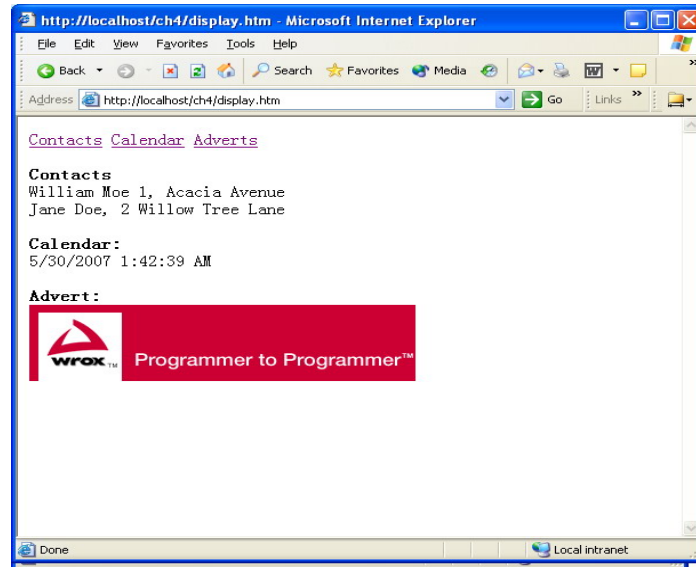 http://localhost/ch4/display.htm - Microsoft Internet Explorer
File Edit View Favorites Tools Help
Back Search Favorites Media W
Address http://localhost/ch4/display.htm Go Links
Contacts Calendar Adverts
Contacts
William Moe 1, Acacia Avenue
Jane Doe, 2 Willow Tree Lane
Calendar:
5/30/2007 1:42:39 AM
Advert:
wrox™ Programmer to Programmer™
Done Local intranet